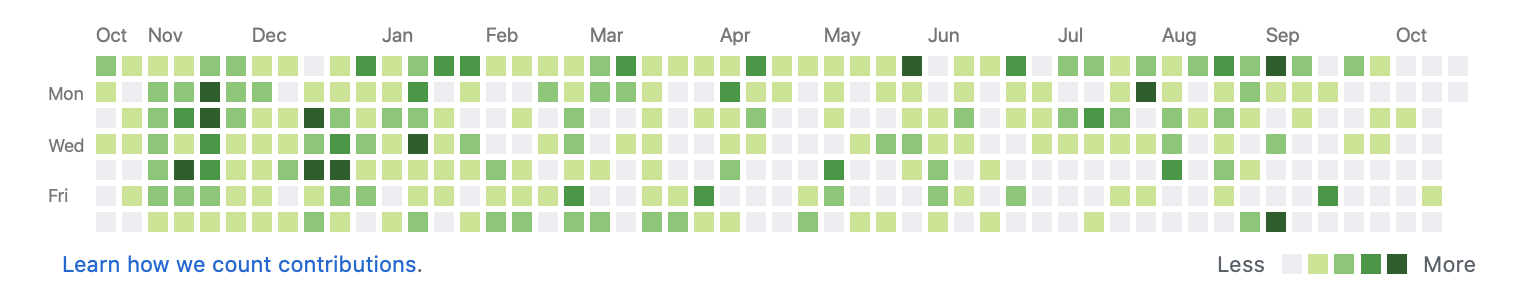 Oct Nov Dec Jan Feb Mar Apr May Jun Jul Aug Sep Oct
Mon
Wed
Fri
Learn how we count contributions. Less More